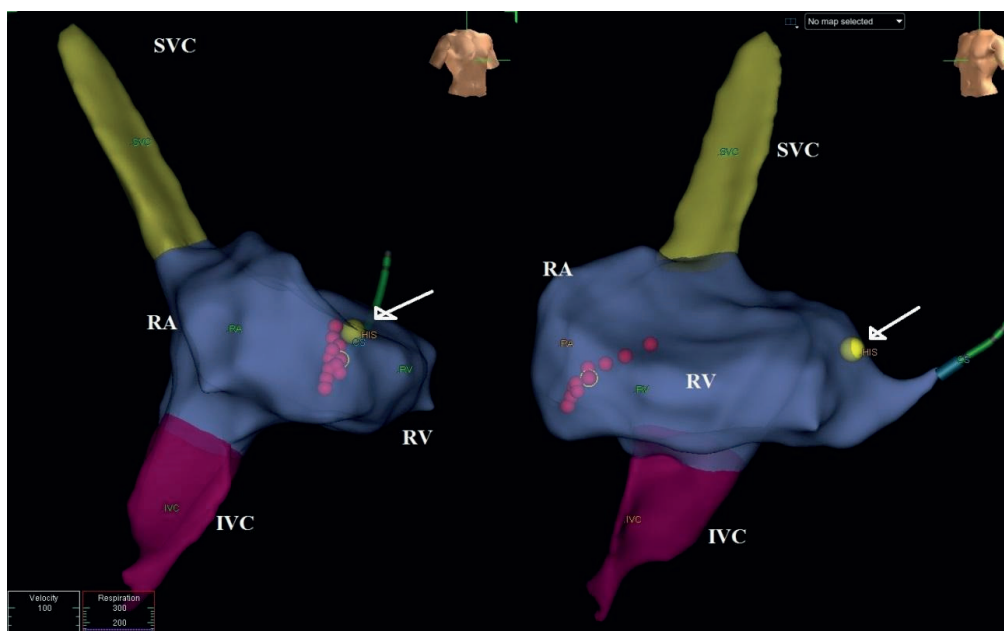 No map selected
SVC
.SVC
RA
.RA
HIS
CS
.RV
RV
IVC
IVC
Velocity
100
Respiration
300
200
SVC
.SVC
RA
RA
RV
.RV
HIS
CS
IVC
IVC